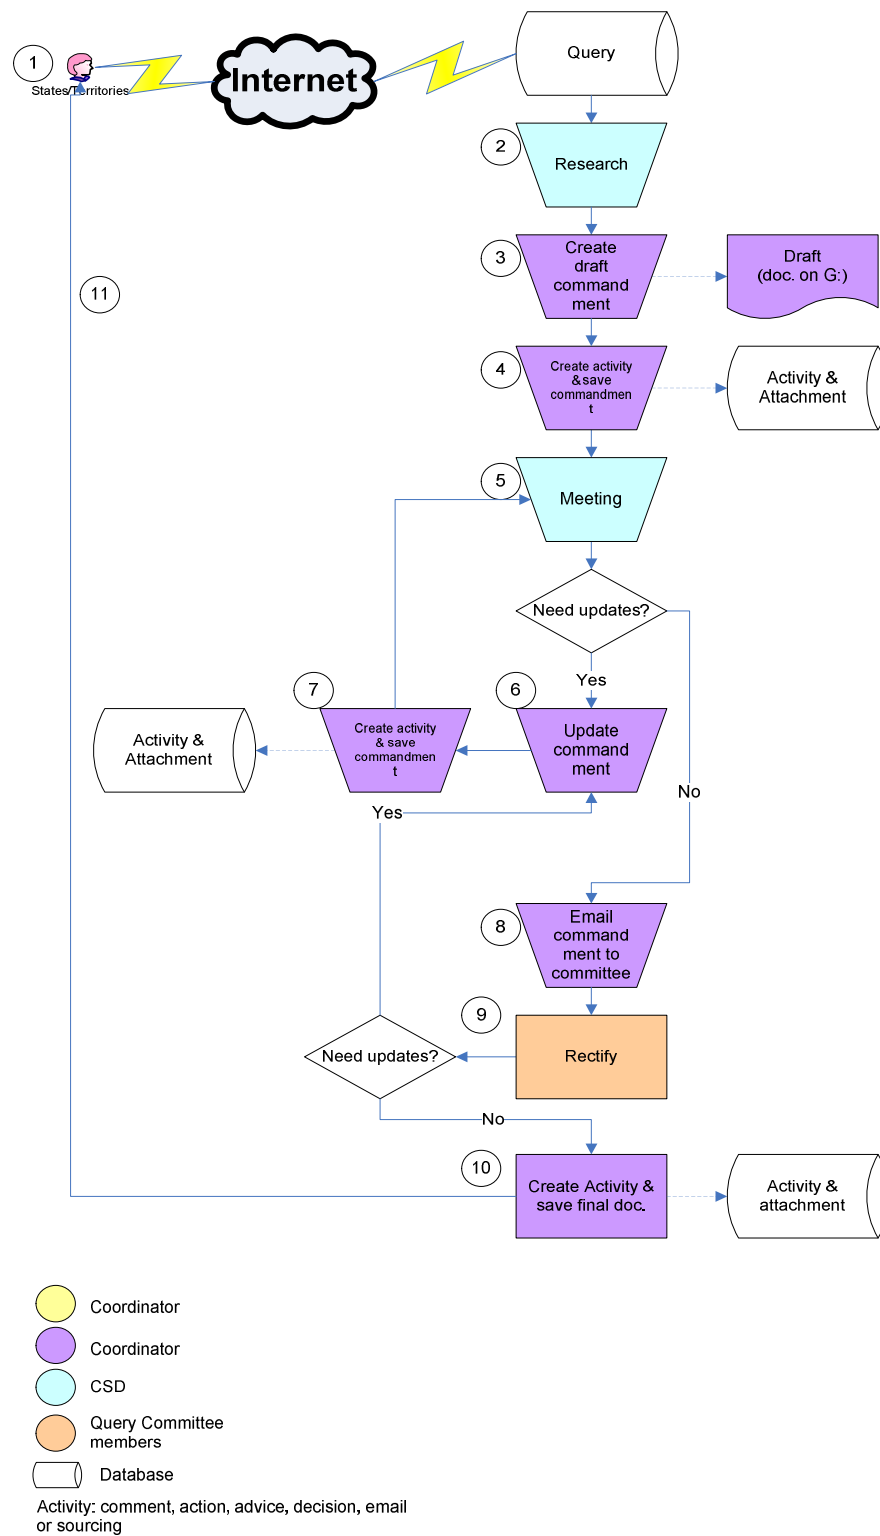 1
States/Territories
Internet
Query
2
Research
3
Create
draft
command
ment
Draft
(doc. on G:)
11
4
Create activity
& save
commandmen
t
Activity &
Attachment
5
Meeting
Need updates?
Yes
7
6
Activity &
Attachment
Create activity
& save
commandmen
t
Update
command
ment
No
Yes
8
Email
command
ment to
committee
9
Need updates?
Rectify
No
10
Create Activity &
save final doc.
Activity &
attachment
Coordinator
Coordinator
CSD
Query Committee
members
Database
Activity: comment, action, advice, decision, email
or sourcing